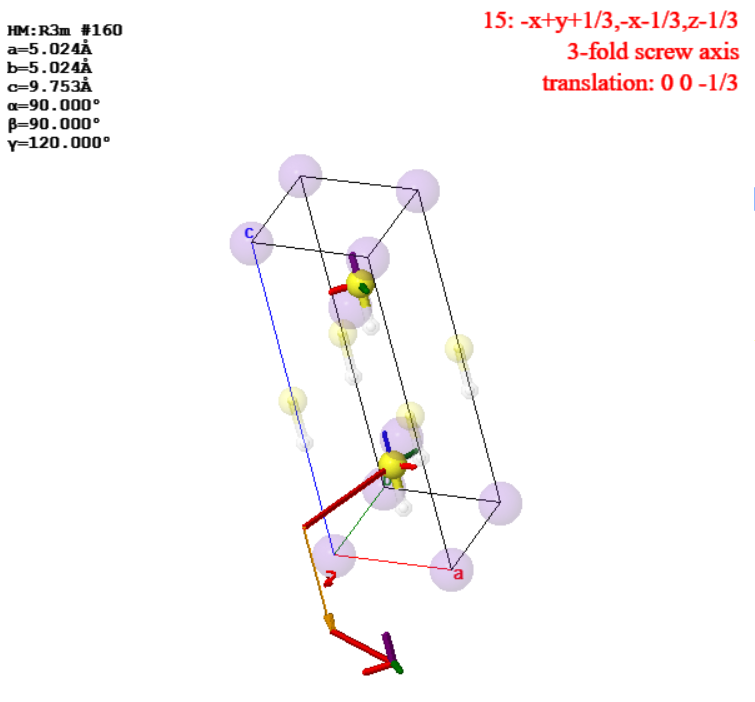 HM:R3m #160
a=5.024Å
b=5.024Å
c=9.753Å
α=90.000°
β=90.000°
γ=120.000°
15: -x+y+1/3,-x-1/3,z-1/3
3-fold screw axis
translation: 0 0 -1/3
c
b
a